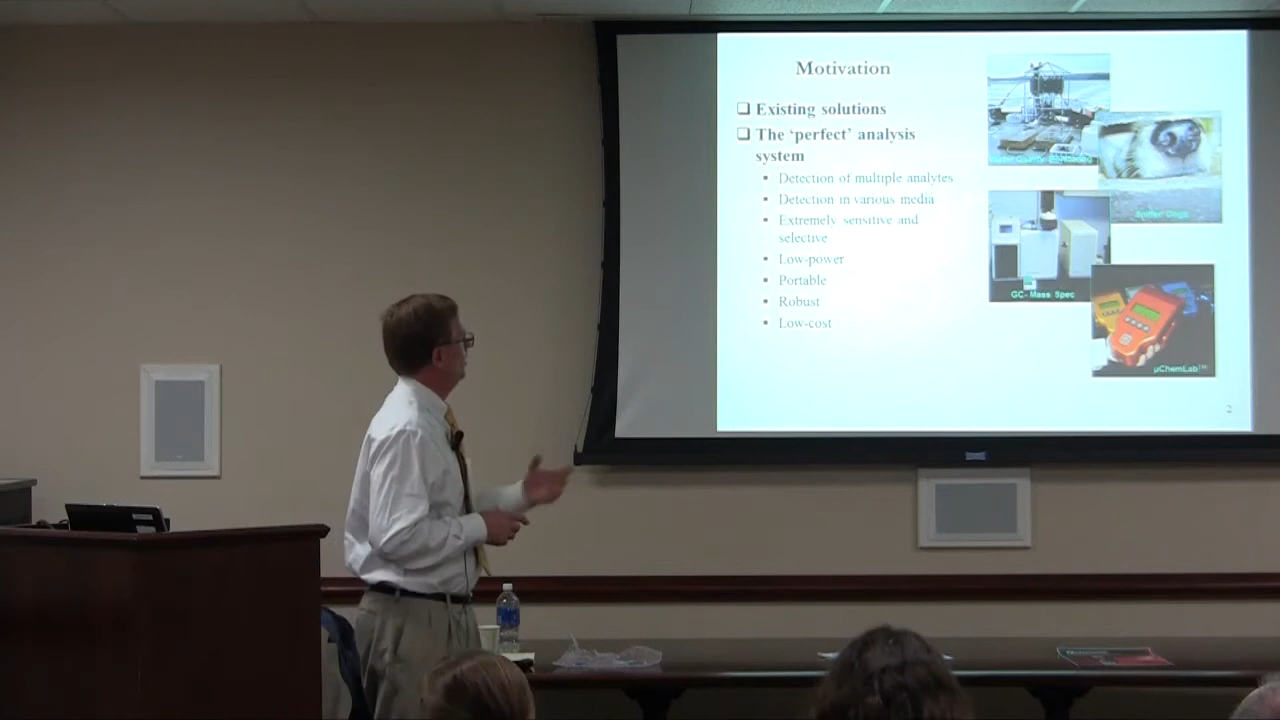 Motivation
❑ Existing solutions
❑ The ‘perfect’ analysis
system
▪ Detection of multiple analytes
▪ Detection in various media
▪ Extremely sensitive and
selective
▪ Low-power
▪ Portable
▪ Robust
▪ Low-cost
Sniffer Dogs
GC- Mass Spec
µChemLab™
2